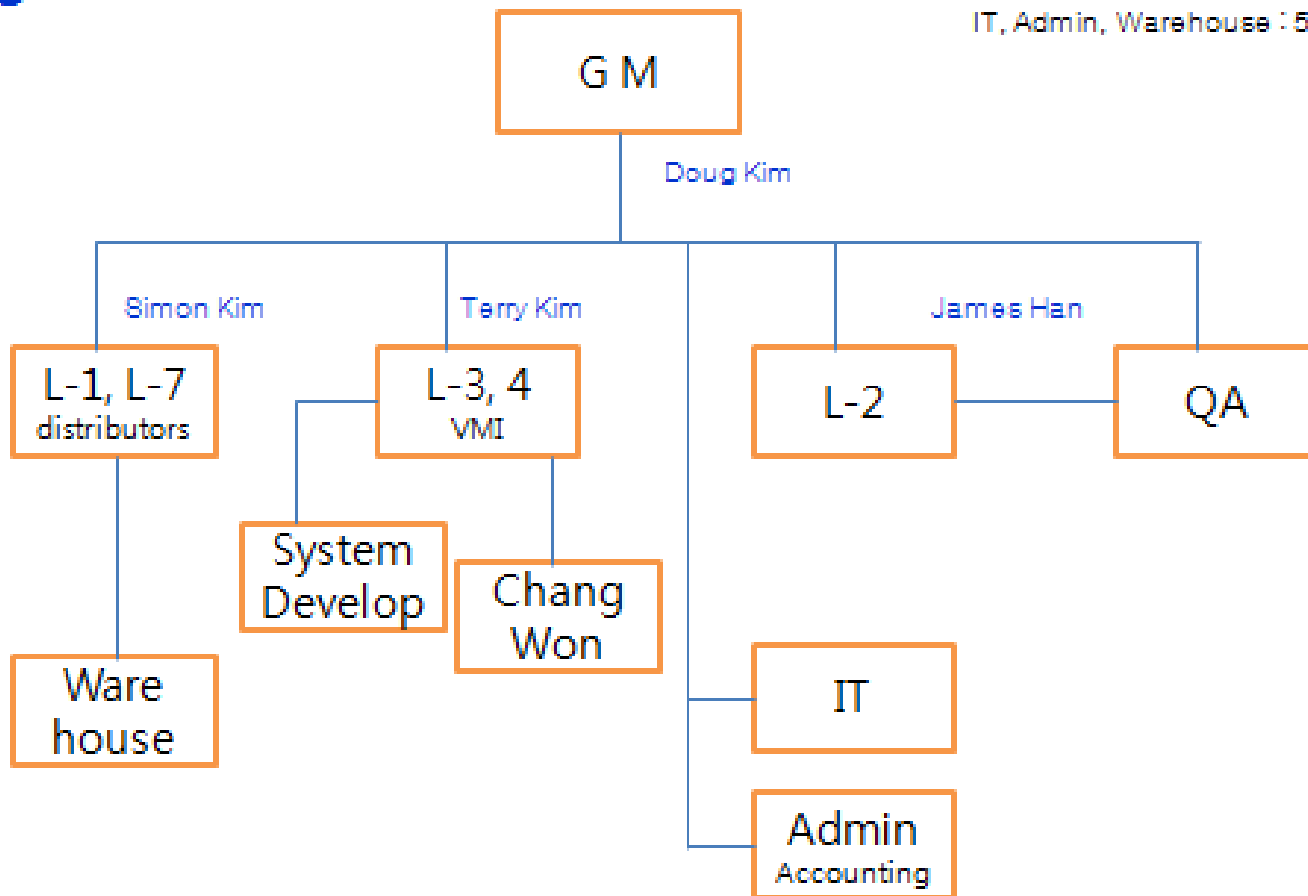 IT, Admin, Warehouse : 5
G M
Doug Kim
Simon Kim
Terry Kim
James Han
L-1, L-7
distributors
L-3, 4
VMI
L-2
QA
System
Develop
Chang
Won
Ware
house
IT
Admin
Accounting